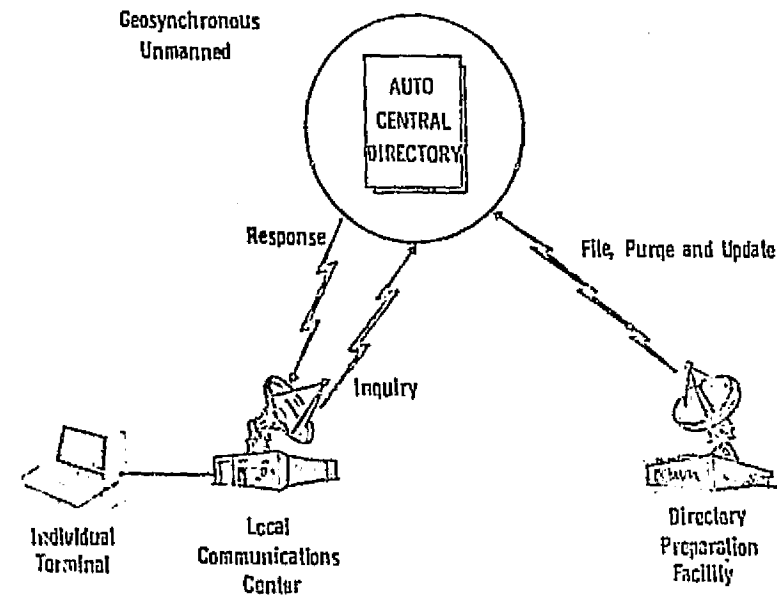 Geosynchronous
Unmanned
AUTO
CENTRAL
DIRECTORY
Response
File, Purge and Update
Inquiry
Individual
Terminal
Local
Communications
Center
Directory
Preparation
Facility